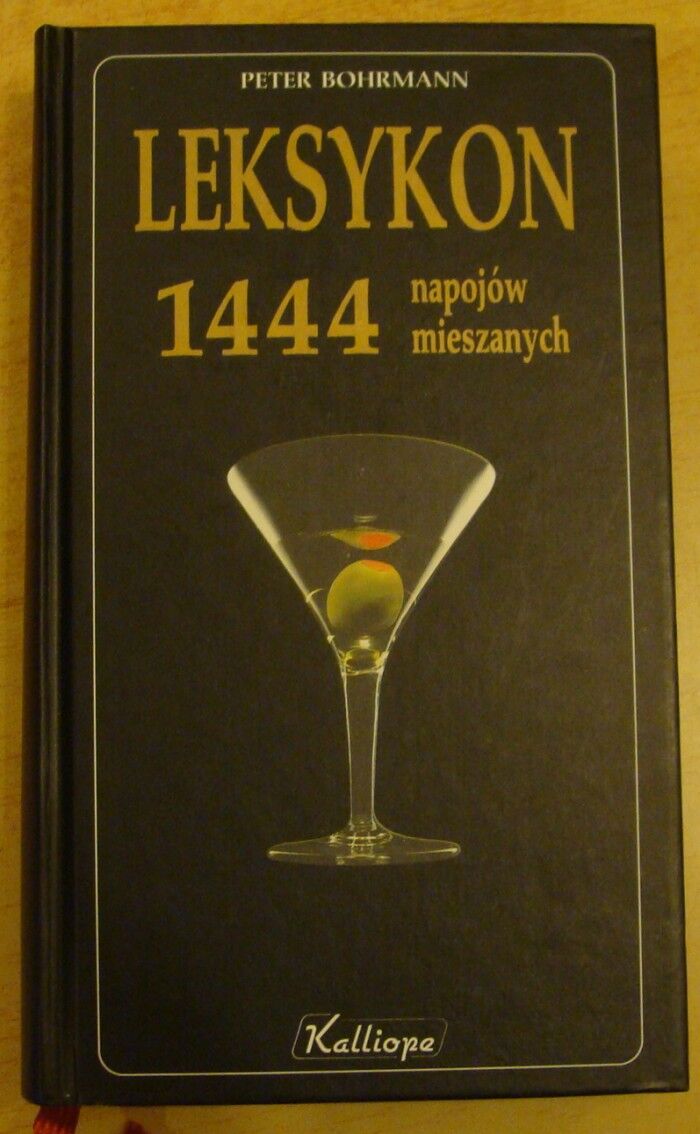 PETER BOHRMANN
LEKSYKON
1444 napojów
mieszanych
Kalliope